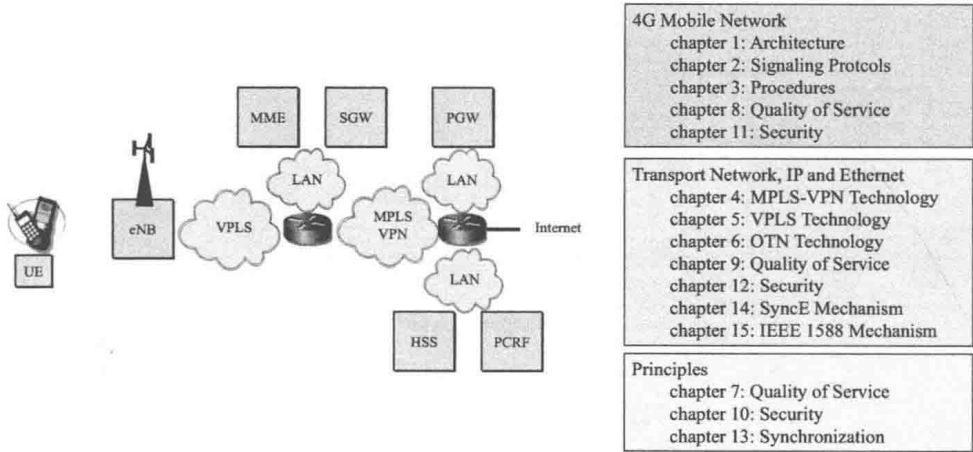 MME
SGW
PGW
LAN
LAN
eNB
VPLS
MPLS
VPN
Internet
UE
LAN
HSS
PCRF
4G Mobile Network
chapter 1: Architecture
chapter 2: Signaling Protcols
chapter 3: Procedures
chapter 8: Quality of Service
chapter 11: Security
Transport Network, IP and Ethernet
chapter 4: MPLS-VPN Technology
chapter 5: VPLS Technology
chapter 6: OTN Technology
chapter 9: Quality of Service
chapter 12: Security
chapter 14: SyncE Mechanism
chapter 15: IEEE 1588 Mechanism
Principles
chapter 7: Quality of Service
chapter 10: Security
chapter 13: Synchronization